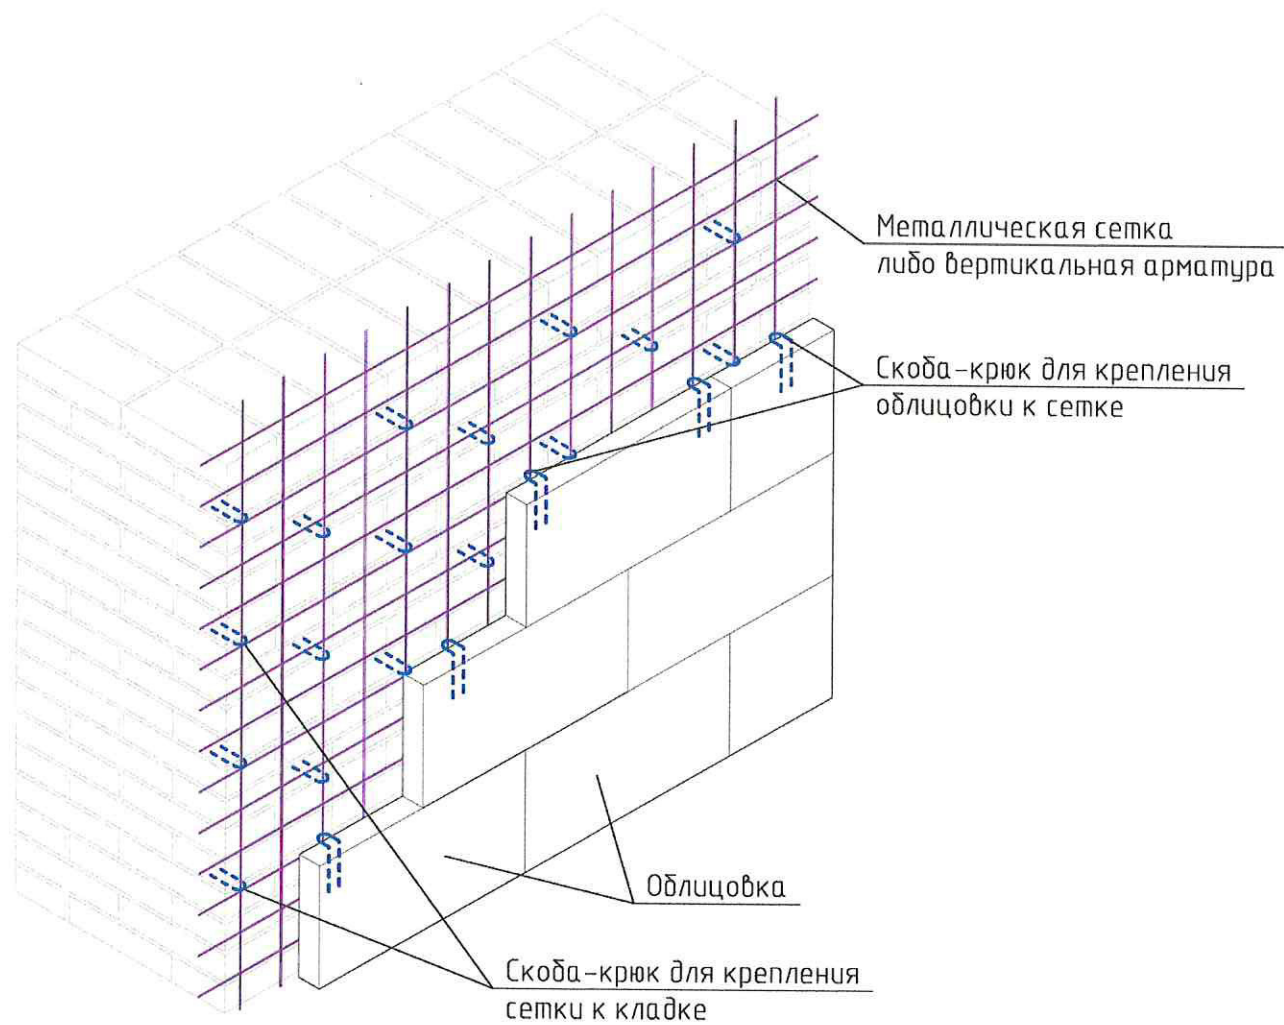 Металлическая сетка
либо вертикальная арматура
Скоба-крюк для крепления
облицовки к сетке
Облицовка
Скоба-крюк для крепления
сетки к кладке